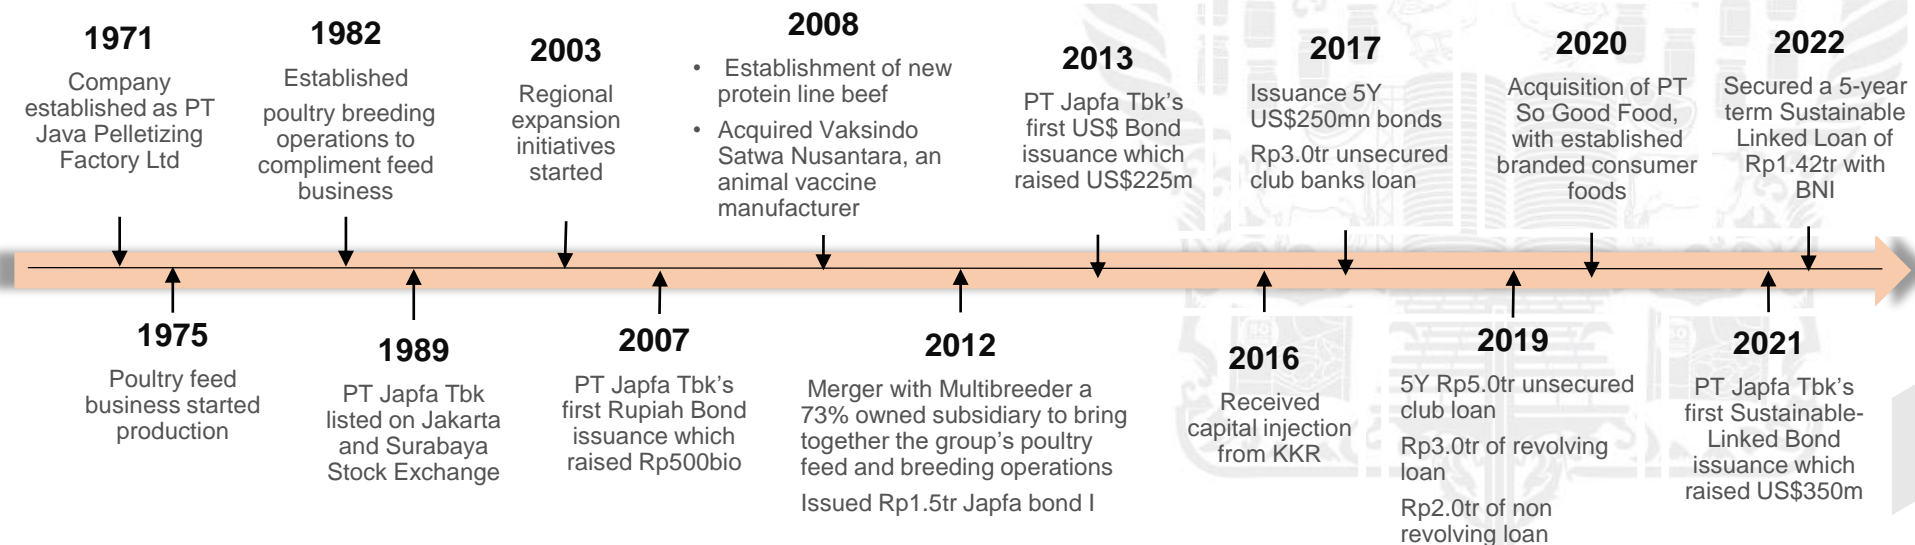 1971
Company
established as PT
Java Pelletizing
Factory Ltd
1982
Established
poultry breeding
operations to
compliment feed
business
2003
Regional
expansion
initiatives
started
2008
• Establishment of new
protein line beef
• Acquired Vaksindo
Satwa Nusantara, an
animal vaccine
manufacturer
2013
PT Japfa Tbk's
first US$ Bond
issuance which
raised US$225m
2017
Issuance 5Y
US$250mn bonds
Rp3.0tr unsecured
club banks loan
2020
Acquisition of PT
So Good Food,
with established
branded consumer
foods
2022
Secured a 5-year
term Sustainable
Linked Loan of
Rp1.42tr with
BNI
1975
Poultry feed
business started
production
1989
PT Japfa Tbk
listed on Jakarta
and Surabaya
Stock Exchange
2007
PT Japfa Tbk's
first Rupiah Bond
issuance which
raised Rp500bio
2012
Merger with Multibreeder a
73% owned subsidiary to bring
together the group's poultry
feed and breeding operations
Issued Rp1.5tr Japfa bond I
2016
Received
capital injection
from KKR
2019
5Y Rp5.0tr unsecured
club loan
Rp3.0tr of revolving
loan
Rp2.0tr of non
revolving loan
2021
PT Japfa Tbk's
first Sustainable-
Linked Bond
issuance which
raised US$350m